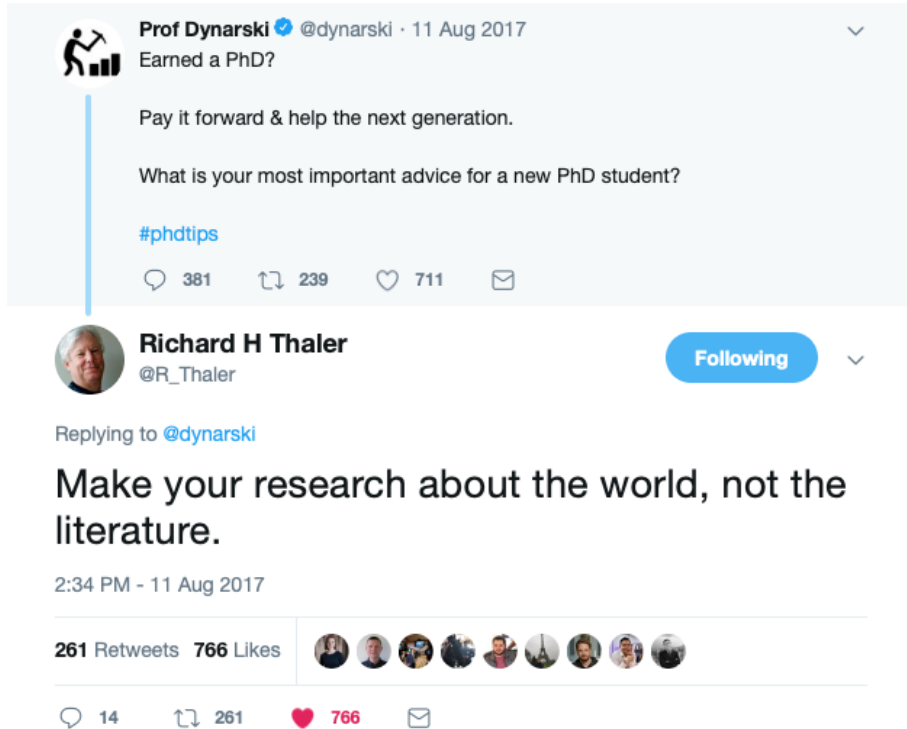 Prof Dynarski @dynarski · 11 Aug 2017
Earned a PhD?
Pay it forward & help the next generation.
What is your most important advice for a new PhD student?
#phdtips
381 239 711
Richard H Thaler
@R_Thaler
Following
Replying to @dynarski
Make your research about the world, not the
literature.
2:34 PM - 11 Aug 2017
261 Retweets 766 Likes
14 261 766